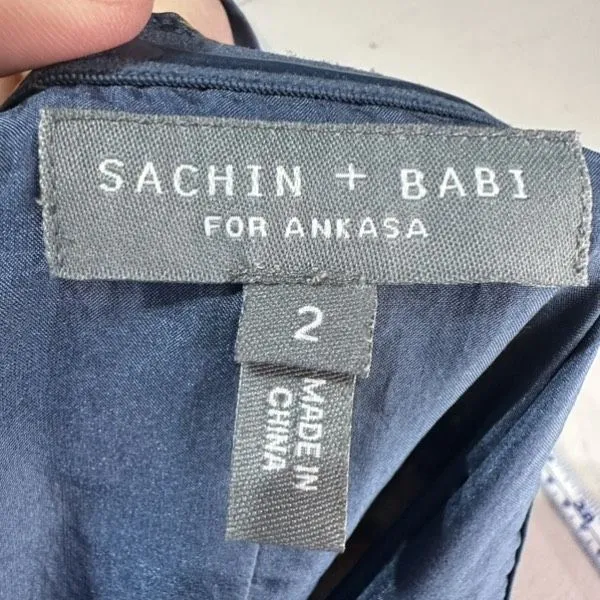 SACHIN + BABI
FOR ANKASA
2
MADE IN
CHINA